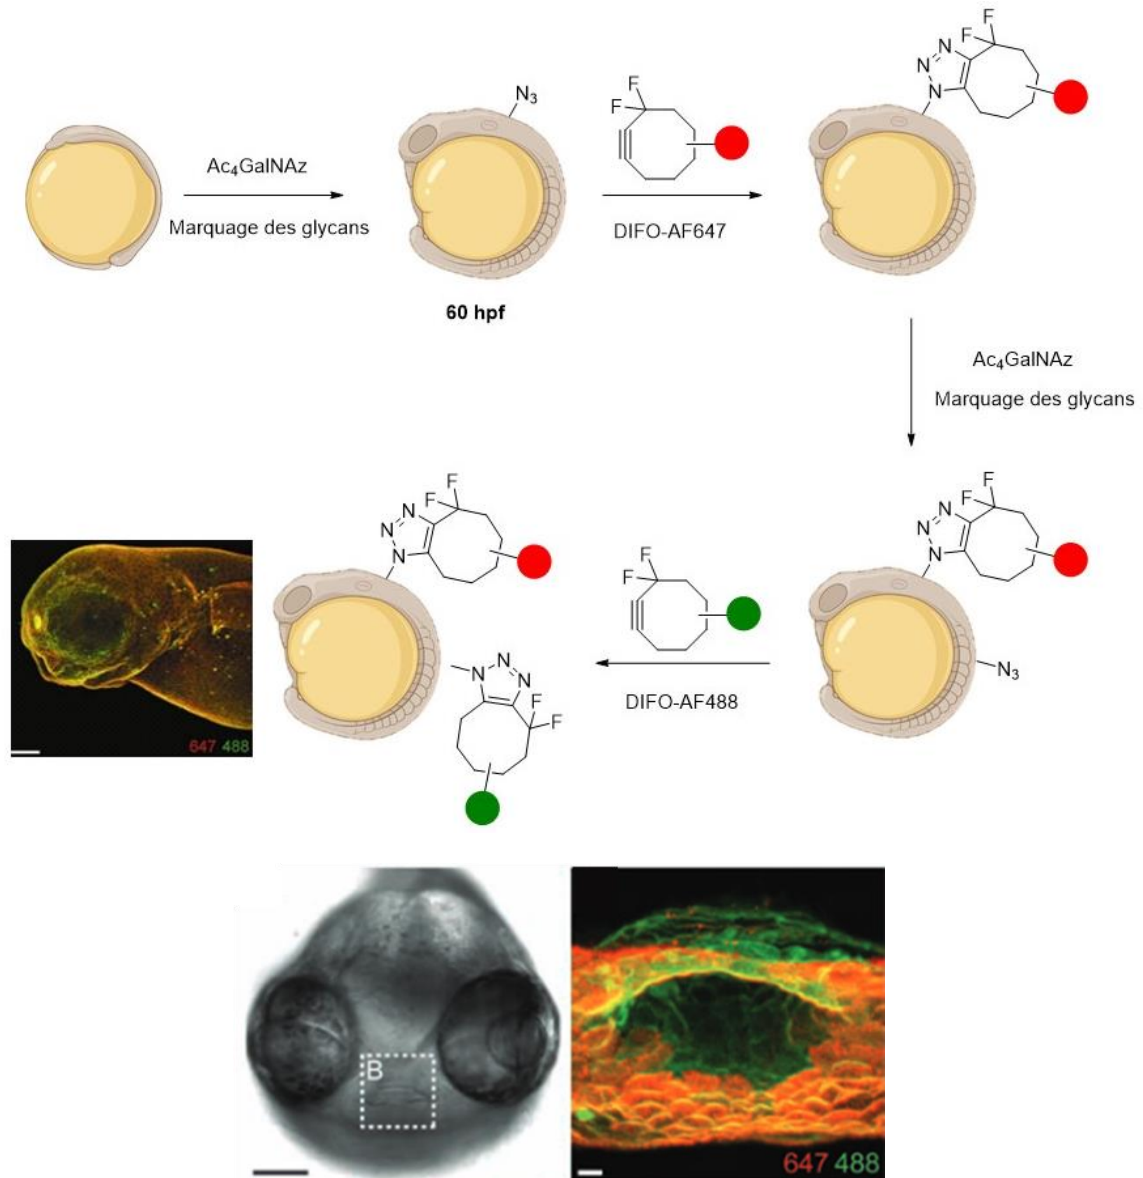 N₃
Ac₄GalNAz
Marquage des glycans
60 hpf
F
F
DIFO-AF647
N
N
N
F
F
Ac₄GalNAz
Marquage des glycans
N
N
N
F
F
N₃
F
F
DIFO-AF488
N
N
N
F
F
N
N
N
F
F
647 488
B
647 488